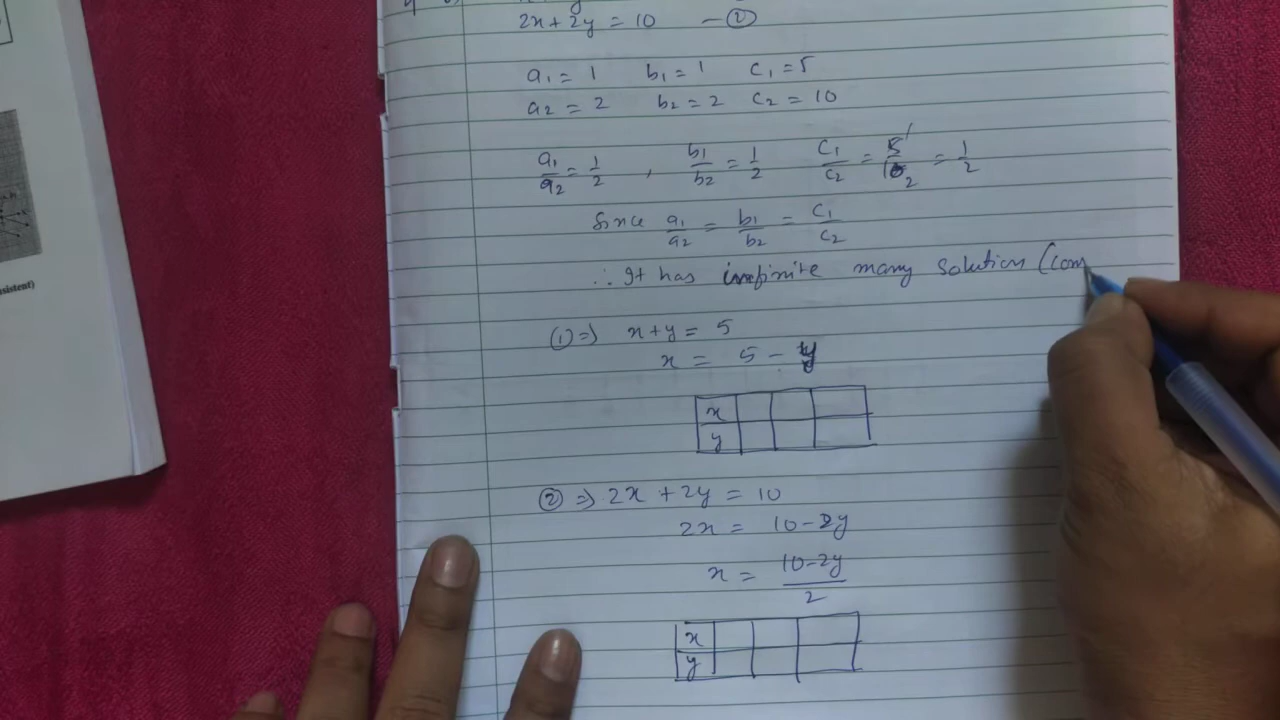 2x + 2y = 10 — ②
a₁ = 1 b₁ = 1 c₁ = 5
a₂ = 2 b₂ = 2 c₂ = 10
a₁/a₂ = 1/2 , b₁/b₂ = 1/2 c₁/c₂ = 5/10 = 1/2
Since a₁/a₂ = b₁/b₂ = c₁/c₂
∴ It has infinite many solution (con
① ⇒ x + y = 5
x = 5 - y
x
y
② ⇒ 2x + 2y = 10
2x = 10 - 2y
x = (10 - 2y)/2
x
y
sistent)